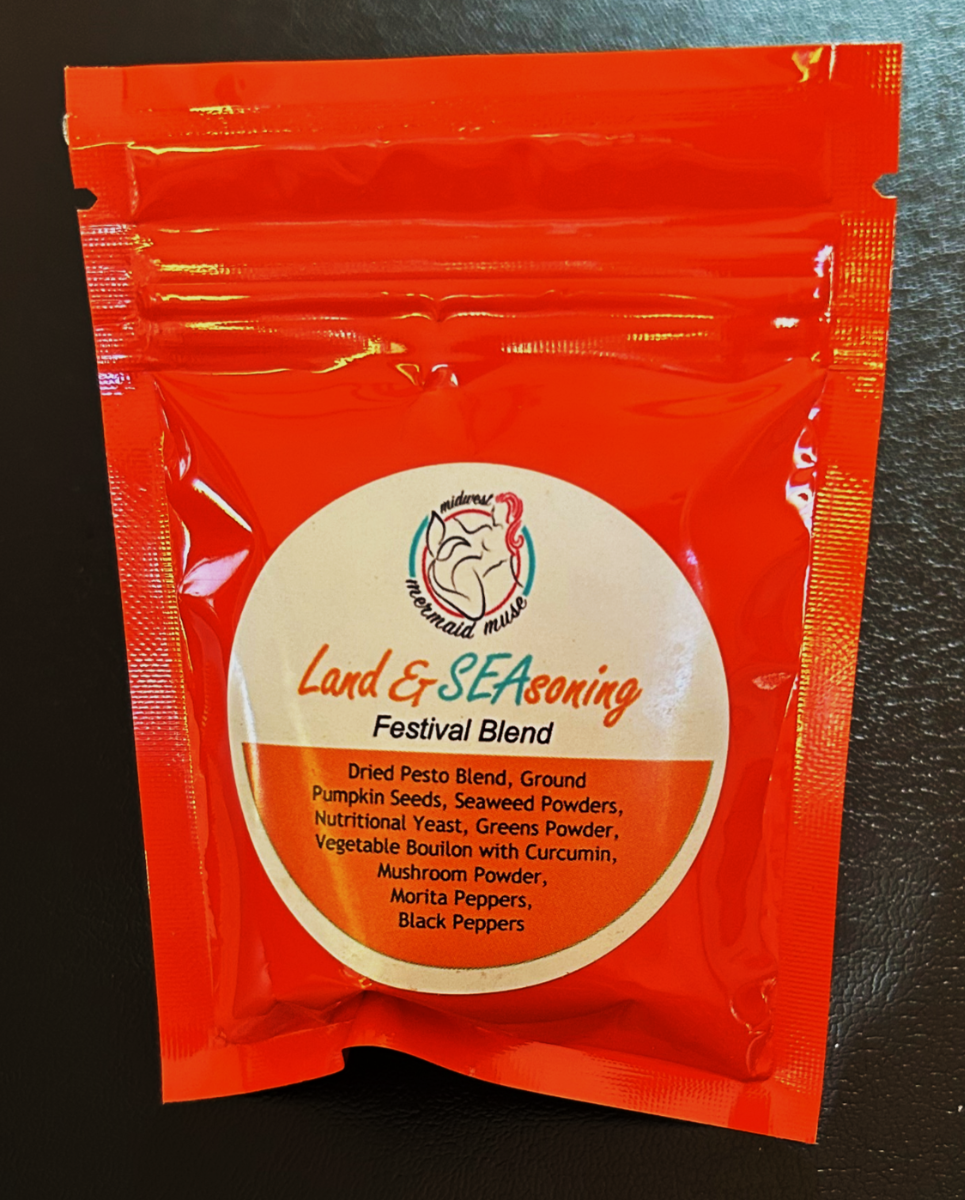 midwest
mermaid muse
Land & SEAsoning
Festival Blend
Dried Pesto Blend, Ground
Pumpkin Seeds, Seaweed Powders,
Nutritional Yeast, Greens Powder,
Vegetable Bouilon with Curcumin,
Mushroom Powder,
Morita Peppers,
Black Peppers